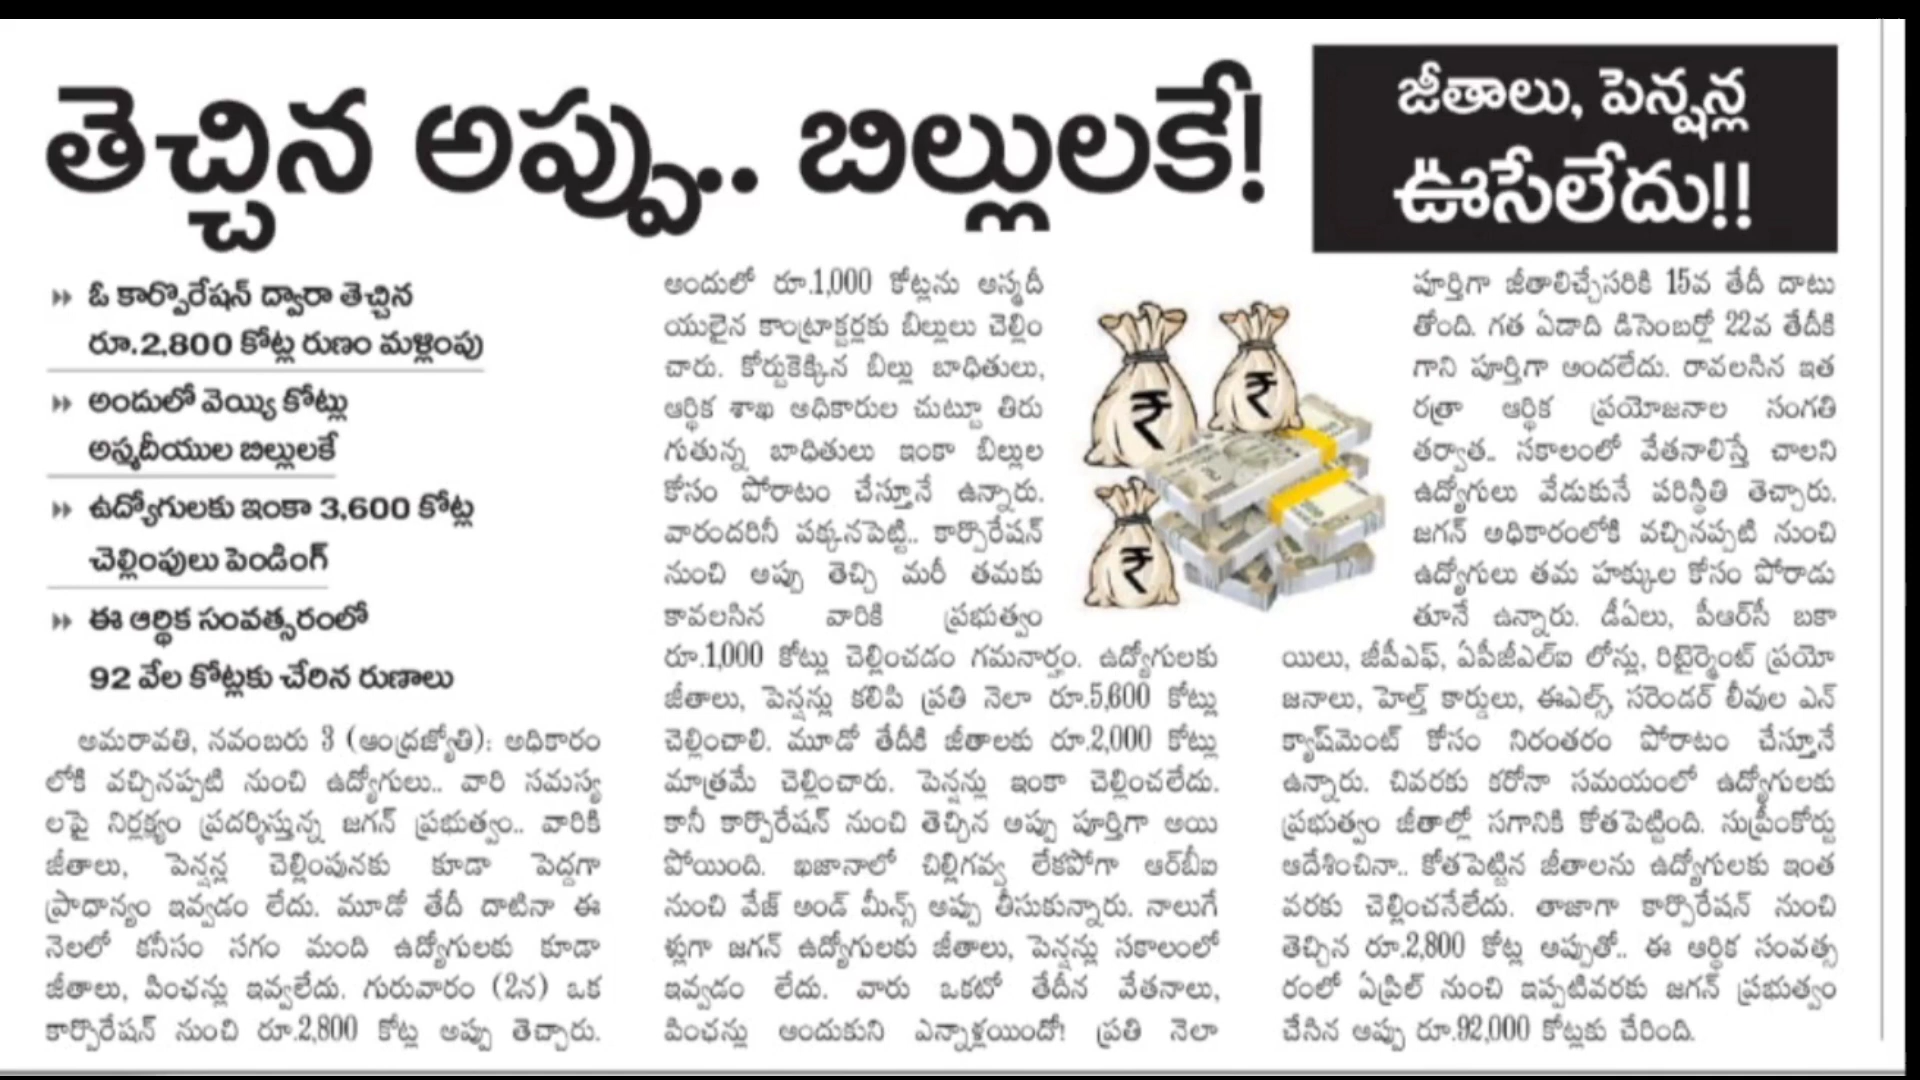 తెచ్చిన అప్పు.. బిల్లులకే!
జీతాలు, పెన్షన్ల
ఊసేలేదు!!
ఓ కార్పొరేషన్ ద్వారా తెచ్చిన
రూ.2,800 కోట్ల రుణం మళ్లింపు
అందులో వెయ్యి కోట్లు
అస్మదీయుల బిల్లులకే
ఉద్యోగులకు ఇంకా 3,600 కోట్ల
చెల్లింపులు పెండింగ్
ఈ ఆర్థిక సంవత్సరంలో
92 వేల కోట్లకు చేరిన రుణాలు
అమరావతి, నవంబరు 3 (ఆంధ్రజ్యోతి): అధికారం
లోకి వచ్చినప్పటి నుంచి ఉద్యోగులు.. వారి సమస్య
లపై నిర్లక్ష్యం ప్రదర్శిస్తున్న జగన్ ప్రభుత్వం.. వారికి
జీతాలు, పెన్షన్ల చెల్లింపునకు కూడా పెద్దగా
ప్రాధాన్యం ఇవ్వడం లేదు. మూడో తేదీ దాటినా ఈ
నెలలో కనీసం సగం మంది ఉద్యోగులకు కూడా
జీతాలు, పింఛన్లు ఇవ్వలేదు. గురువారం (2న) ఒక
కార్పొరేషన్ నుంచి రూ.2,800 కోట్ల అప్పు తెచ్చారు.
అందులో రూ.1,000 కోట్లను అస్మదీ
యులైన కాంట్రాక్టర్లకు బిల్లులు చెల్లిం
చారు. కోర్టుకెక్కిన బిల్లు బాధితులు,
ఆర్థిక శాఖ అధికారుల చుట్టూ తిరు
గుతున్న బాధితులు ఇంకా బిల్లుల
కోసం పోరాటం చేస్తూనే ఉన్నారు.
వారందరినీ పక్కనపెట్టి.. కార్పొరేషన్
నుంచి అప్పు తెచ్చి మరీ తమకు
కావలసిన వారికి ప్రభుత్వం
రూ.1,000 కోట్లు చెల్లించడం గమనార్హం. ఉద్యోగులకు
జీతాలు, పెన్షన్లు కలిపి ప్రతి నెలా రూ.5,600 కోట్లు
చెల్లించాలి. మూడో తేదీకి జీతాలకు రూ.2,000 కోట్లు
మాత్రమే చెల్లించారు. పెన్షన్లు ఇంకా చెల్లించలేదు.
కానీ కార్పొరేషన్ నుంచి తెచ్చిన అప్పు పూర్తిగా అయి
పోయింది. ఖజానాలో చిల్లిగవ్వ లేకపోగా ఆర్‌బీఐ
నుంచి వేజ్ అండ్ మీన్స్ అప్పు తీసుకున్నారు. నాలుగే
ళ్లుగా జగన్ ఉద్యోగులకు జీతాలు, పెన్షన్లు సకాలంలో
ఇవ్వడం లేదు. వారు ఒకటో తేదీన వేతనాలు,
పింఛన్లు అందుకుని ఎన్నాళ్లయిందో! ప్రతి నెలా
పూర్తిగా జీతాలిచ్చేసరికి 15వ తేదీ దాటు
తోంది. గత ఏడాది డిసెంబర్లో 22వ తేదీకి
గాని పూర్తిగా అందలేదు. రావలసిన ఇత
రత్రా ఆర్థిక ప్రయోజనాల సంగతి
తర్వాత.. సకాలంలో వేతనాలిస్తే చాలని
ఉద్యోగులు వేడుకునే పరిస్థితి తెచ్చారు.
జగన్ అధికారంలోకి వచ్చినప్పటి నుంచి
ఉద్యోగులు తమ హక్కుల కోసం పోరాడు
తూనే ఉన్నారు. డీఏలు, పీఆర్‌సీ బకా
యిలు, జీపీఎఫ్, ఏపీజీఎల్ఐ లోన్లు, రిటైర్మెంట్ ప్రయో
జనాలు, హెల్త్ కార్డులు, ఈఎల్స్, సరెండర్ లీవుల ఎన్
క్యాష్‌మెంట్ కోసం నిరంతరం పోరాటం చేస్తూనే
ఉన్నారు. చివరకు కరోనా సమయంలో ఉద్యోగులకు
ప్రభుత్వం జీతాల్లో సగానికి కోతపెట్టింది. సుప్రీంకోర్టు
ఆదేశించినా.. కోతపెట్టిన జీతాలను ఉద్యోగులకు ఇంత
వరకు చెల్లించనేలేదు. తాజాగా కార్పొరేషన్ నుంచి
తెచ్చిన రూ.2,800 కోట్ల అప్పుతో.. ఈ ఆర్థిక సంవత్స
రంలో ఏప్రిల్ నుంచి ఇప్పటివరకు జగన్ ప్రభుత్వం
చేసిన అప్పు రూ.92,000 కోట్లకు చేరింది.